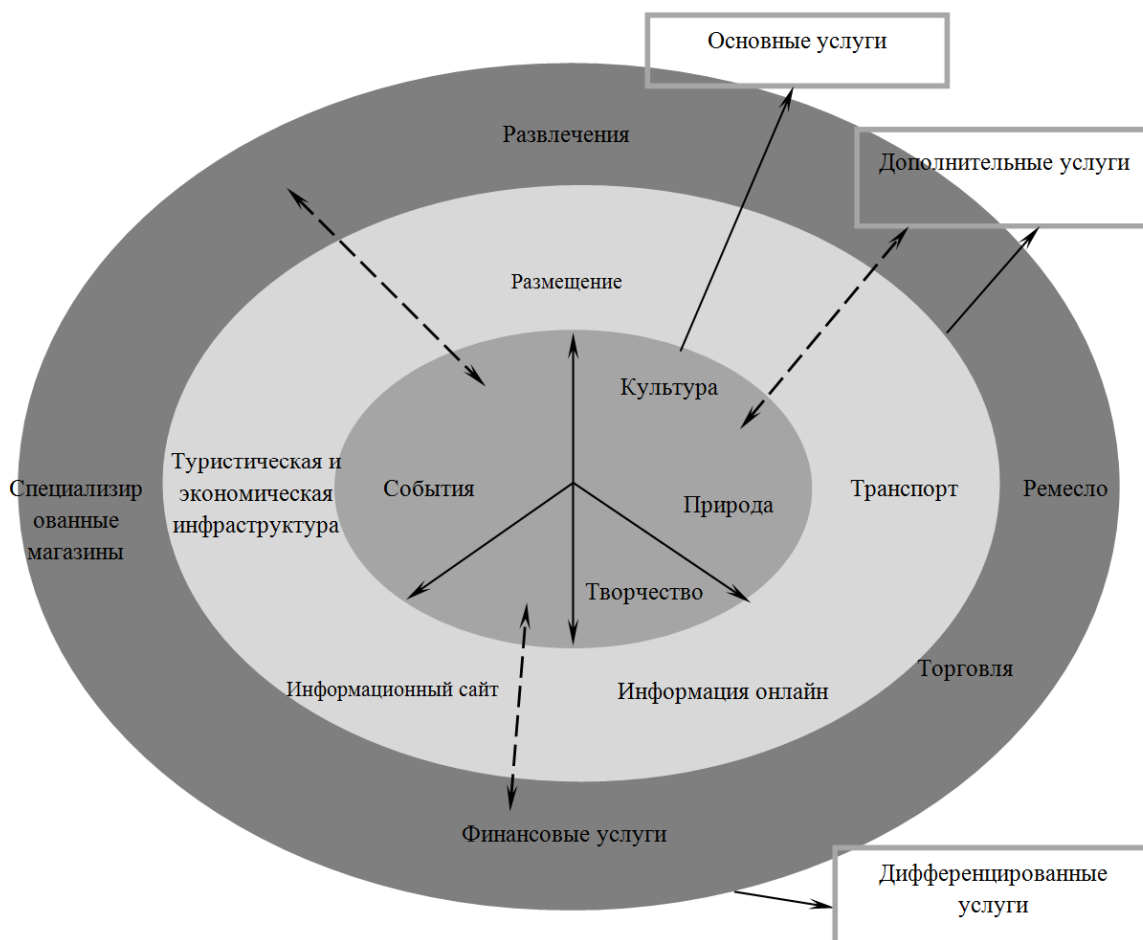 Основные услуги
Развлечения
Дополнительные услуги
Размещение
Культура
Туристическая и
экономическая
инфраструктура
События
Природа
Транспорт
Ремесло
Специализир
ованные
магазины
Творчество
Торговля
Информационный сайт
Информация онлайн
Финансовые услуги
Дифференцированные
услуги